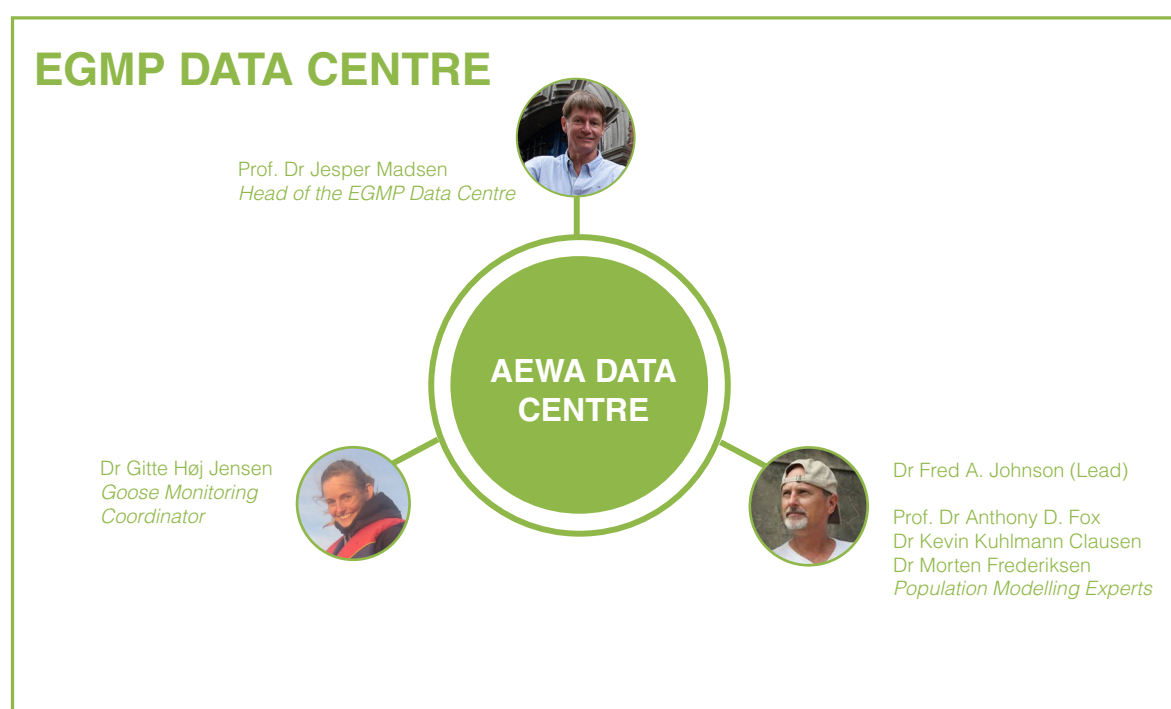 EGMP DATA CENTRE
Prof. Dr Jesper Madsen
Head of the EGMP Data Centre
AEWA DATA
CENTRE
Dr Gitte Høj Jensen
Goose Monitoring
Coordinator
Dr Fred A. Johnson (Lead)
Prof. Dr Anthony D. Fox
Dr Kevin Kuhlmann Clausen
Dr Morten Frederiksen
Population Modelling Experts